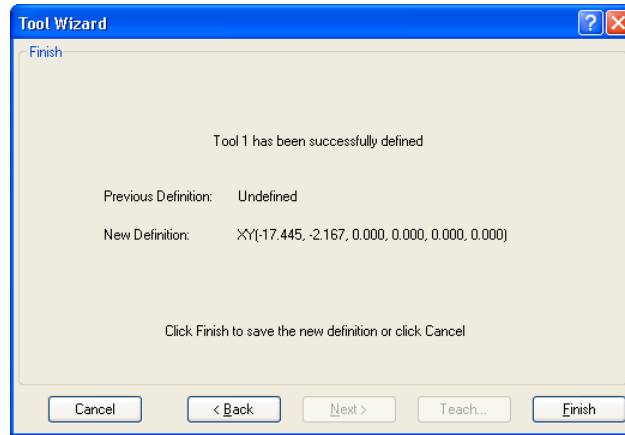 Tool Wizard
Finish
Tool 1 has been successfully defined
Previous Definition: Undefined
New Definition: XY(-17.445, -2.167, 0.000, 0.000, 0.000, 0.000)
Click Finish to save the new definition or click Cancel
Cancel < Back Next > Teach... Finish